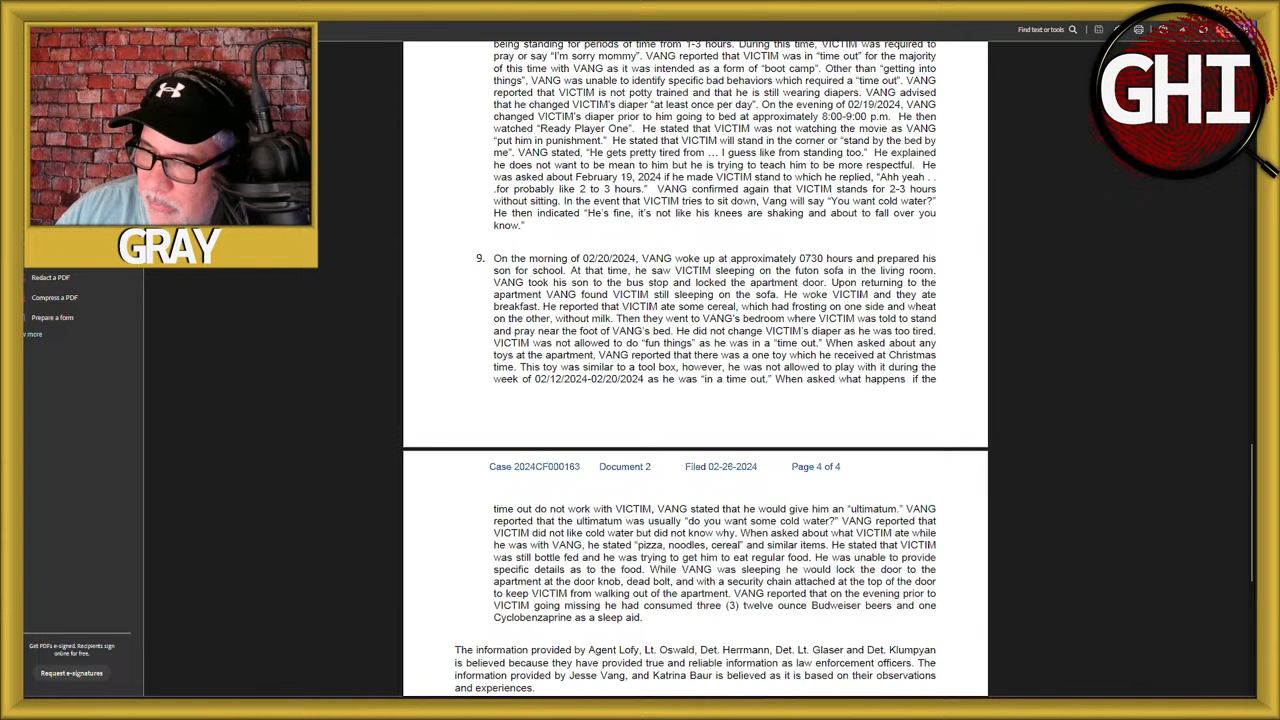 Find text or tools
GHI
being standing for periods of time from 1-3 hours. During this time, VICTIM was required to
pray or say "I'm sorry mommy". VANG reported that VICTIM was in "time out" for the majority
of this time with VANG as it was intended as a form of "boot camp". Other than "getting into
things", VANG was unable to identify specific bad behaviors which required a "time out". VANG
reported that VICTIM is not potty trained and that he is still wearing diapers. VANG advised
that he changed VICTIM's diaper "at least once per day". On the evening of 02/19/2024, VANG
changed VICTIM's diaper prior to him going to bed at approximately 8:00-9:00 p.m. He then
watched "Ready Player One". He stated that VICTIM was not watching the movie as VANG
"put him in punishment." He stated that VICTIM will stand in the corner or "stand by the bed by
me". VANG stated, "He gets pretty tired from … I guess like from standing too." He explained
he does not want to be mean to him but he is trying to teach him to be more respectful. He
was asked about February 19, 2024 if he made VICTIM stand to which he replied, "Ahh yeah . .
.for probably like 2 to 3 hours." VANG confirmed again that VICTIM stands for 2-3 hours
without sitting. In the event that VICTIM tries to sit down, Vang will say "You want cold water?"
He then indicated "He's fine, it's not like his knees are shaking and about to fall over you
know."
GRAY
Redact a PDF
Compress a PDF
Prepare a form
more
9. On the morning of 02/20/2024, VANG woke up at approximately 0730 hours and prepared his
son for school. At that time, he saw VICTIM sleeping on the futon sofa in the living room.
VANG took his son to the bus stop and locked the apartment door. Upon returning to the
apartment VANG found VICTIM still sleeping on the sofa. He woke VICTIM and they ate
breakfast. He reported that VICTIM ate some cereal, which had frosting on one side and wheat
on the other, without milk. Then they went to VANG's bedroom where VICTIM was told to stand
and pray near the foot of VANG's bed. He did not change VICTIM's diaper as he was too tired.
VICTIM was not allowed to do "fun things" as he was in a "time out." When asked about any
toys at the apartment, VANG reported that there was a one toy which he received at Christmas
time. This toy was similar to a tool box, however, he was not allowed to play with it during the
week of 02/12/2024-02/20/2024 as he was "in a time out." When asked what happens if the
Case 2024CF000163 Document 2 Filed 02-26-2024 Page 4 of 4
time out do not work with VICTIM, VANG stated that he would give him an "ultimatum." VANG
reported that the ultimatum was usually "do you want some cold water?" VANG reported that
VICTIM did not like cold water but did not know why. When asked about what VICTIM ate while
he was with VANG, he stated "pizza, noodles, cereal" and similar items. He stated that VICTIM
was still bottle fed and he was trying to get him to eat regular food. He was unable to provide
specific details as to the food. While VANG was sleeping he would lock the door to the
apartment at the door knob, dead bolt, and with a security chain attached at the top of the door
to keep VICTIM from walking out of the apartment. VANG reported that on the evening prior to
VICTIM going missing he had consumed three (3) twelve ounce Budweiser beers and one
Cyclobenzaprine as a sleep aid.
The information provided by Agent Lofy, Lt. Oswald, Det. Herrmann, Det. Lt. Glaser and Det. Klumpyan
is believed because they have provided true and reliable information as law enforcement officers. The
information provided by Jesse Vang, and Katrina Baur is believed as it is based on their observations
and experiences.
Get PDFs e-signed. Recipients sign
online for free.
Request e-signatures